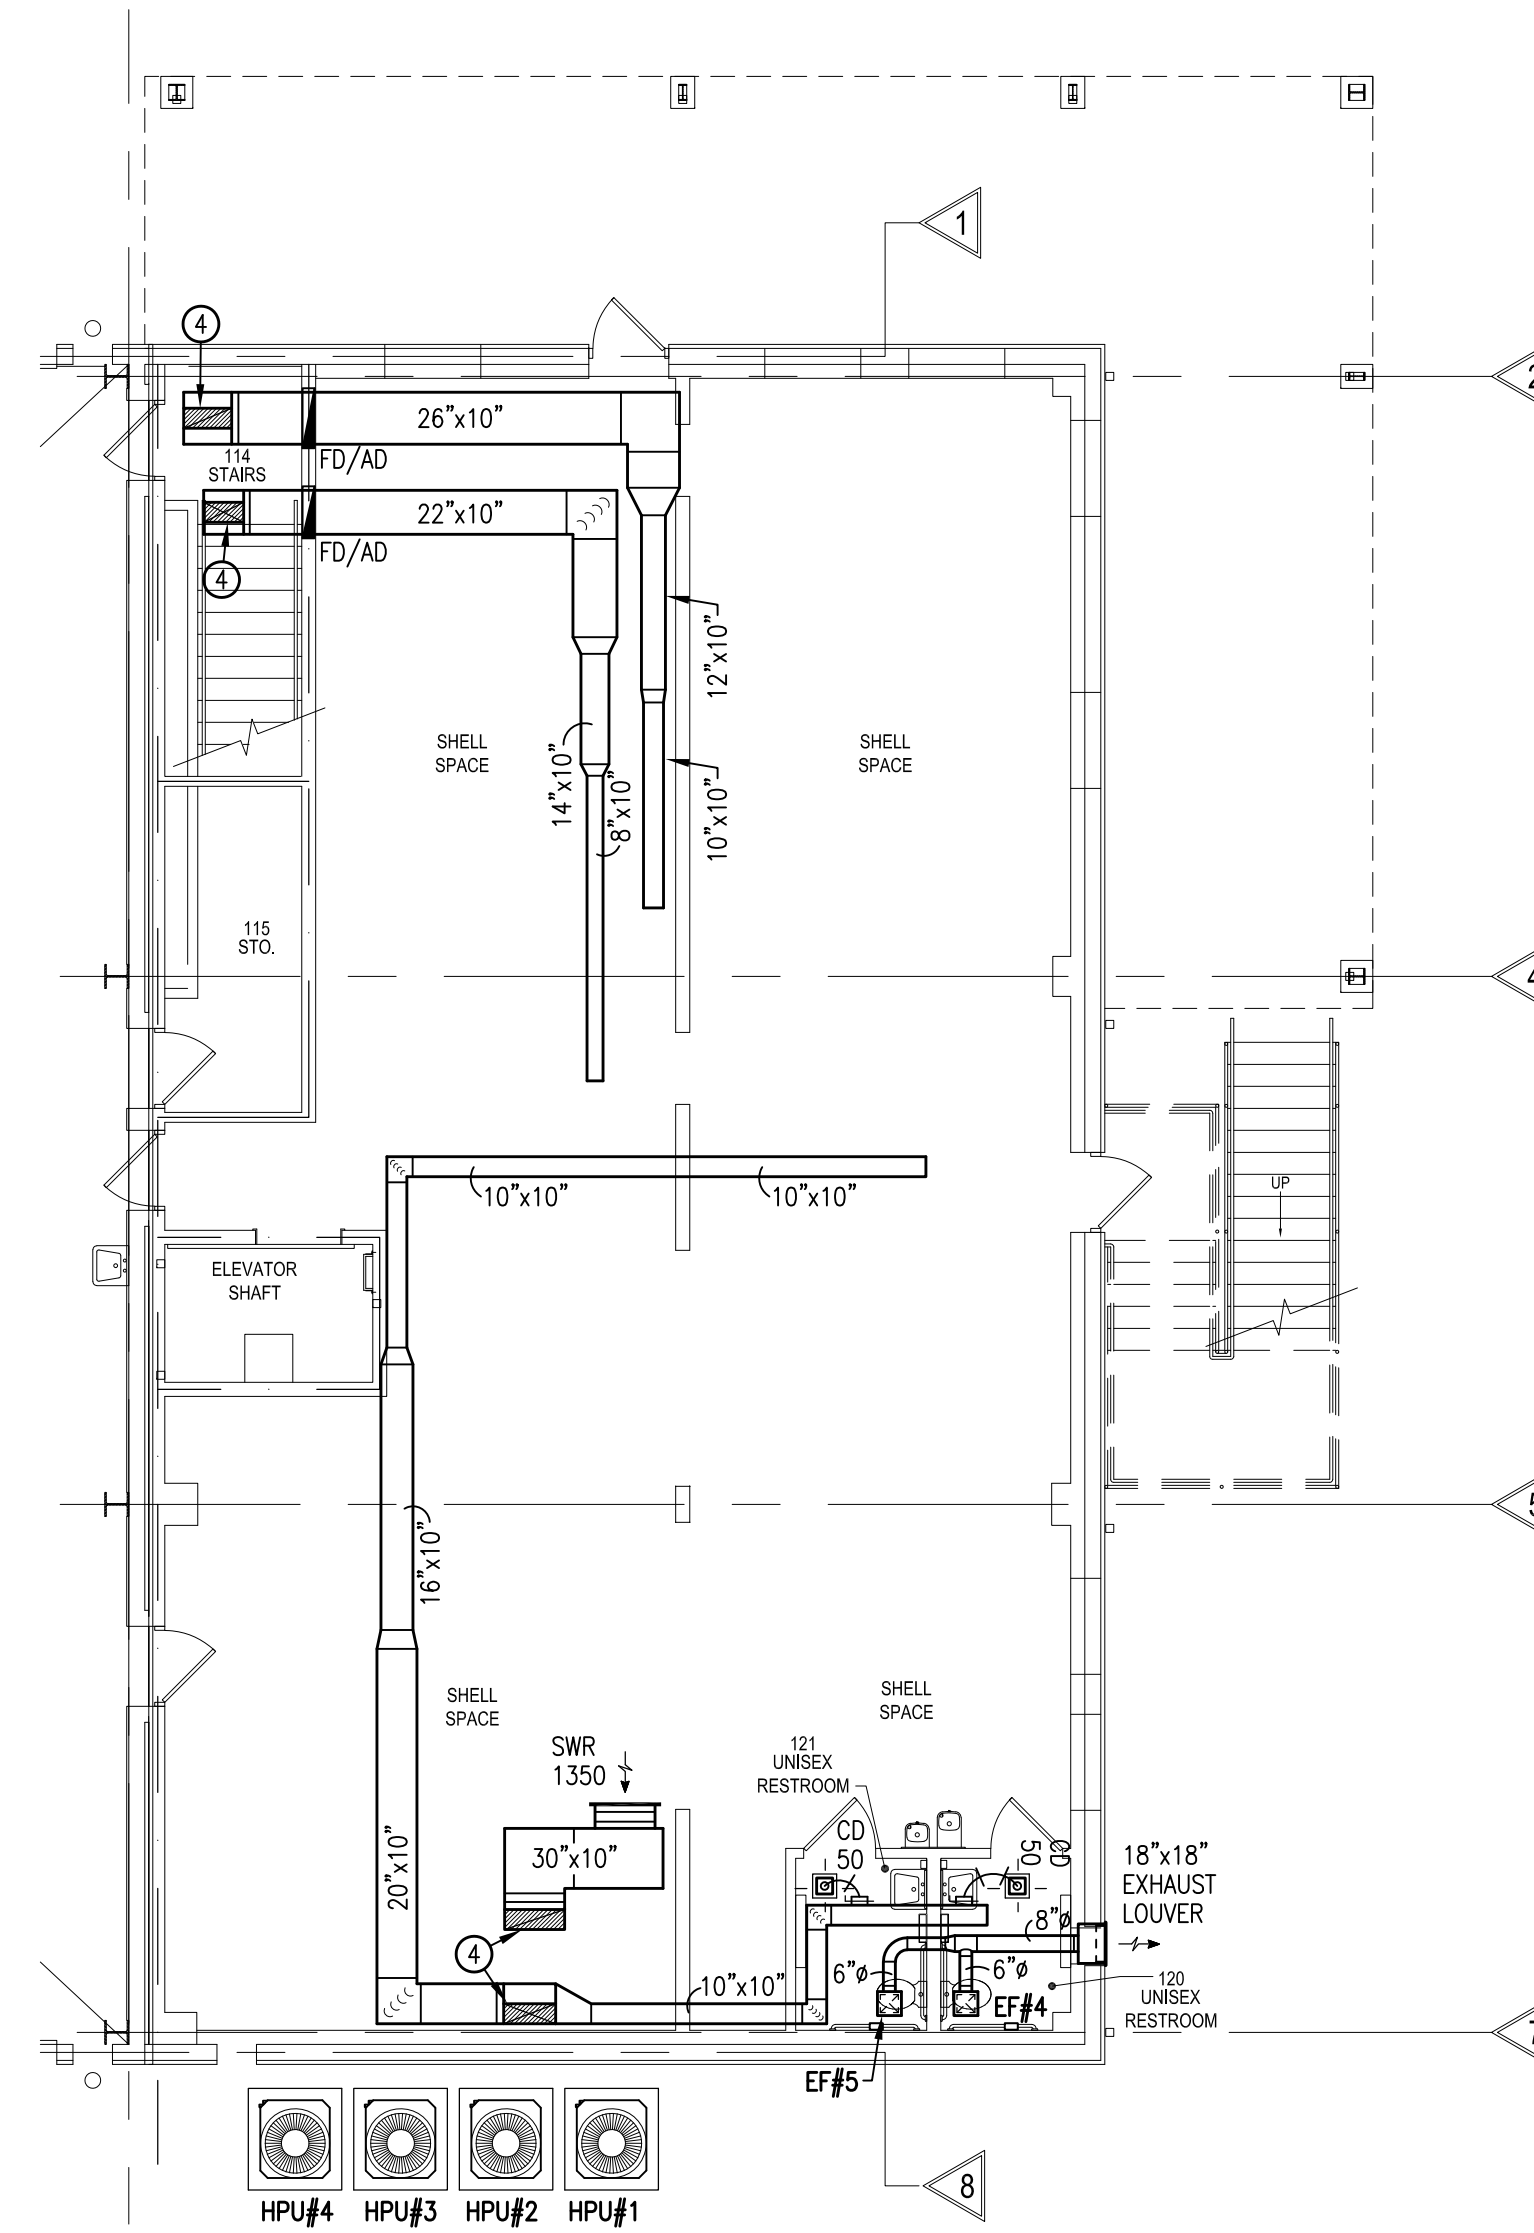 1
4
2
26"x10"
FD/AD
114
STAIRS
22"x10"
FD/AD
4
12"x10"
SHELL
SPACE
SHELL
SPACE
14"x10"
8"x10"
10"x10"
115
STO.
4
10"x10"
10"x10"
UP
ELEVATOR
SHAFT
5
16"x10"
SHELL
SPACE
SHELL
SPACE
SWR
1350
121
UNISEX
RESTROOM
CD
50
CD
50
18"x18"
EXHAUST
LOUVER
30"x10"
20"x10"
8"ø
4
6"ø
6"ø
10"x10"
EF#4
120
UNISEX
RESTROOM
7
EF#5
8
HPU#4
HPU#3
HPU#2
HPU#1